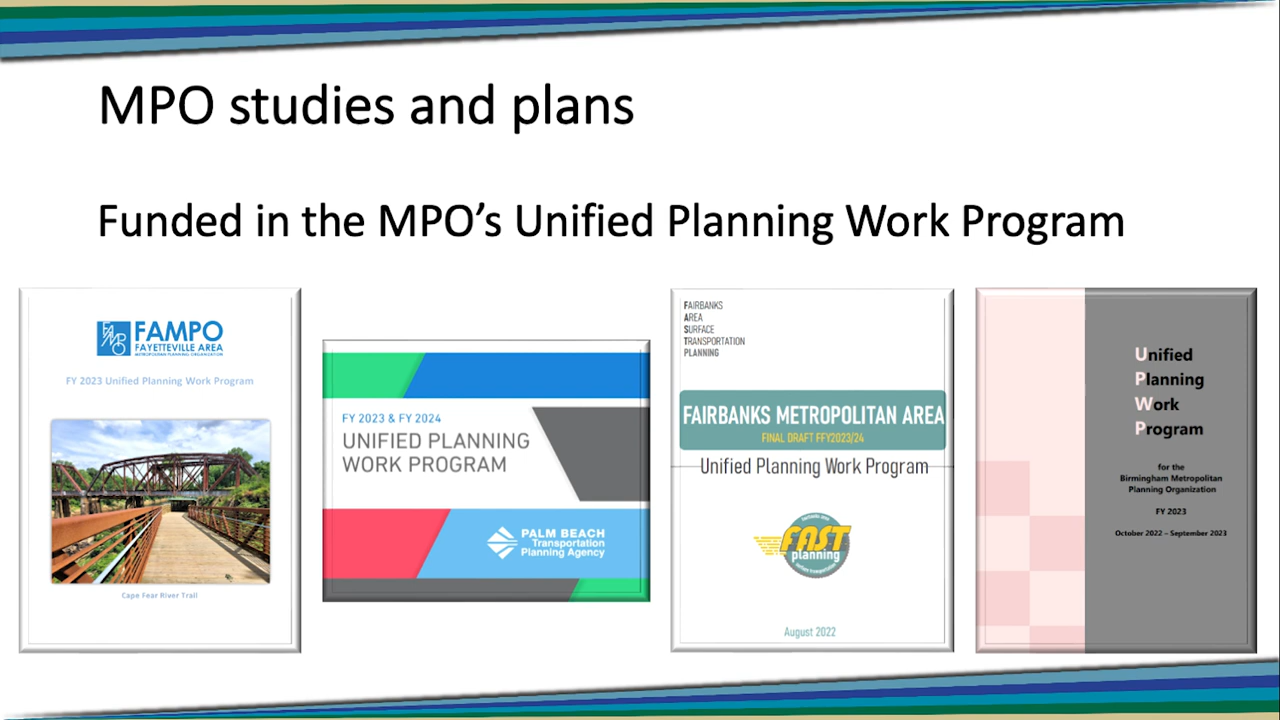 MPO studies and plans
Funded in the MPO’s Unified Planning Work Program
FAMPO
FAMPO
FAYETTEVILLE AREA
METROPOLITAN PLANNING ORGANIZATION
FY 2023 Unified Planning Work Program
Cape Fear River Trail
FY 2023 & FY 2024
UNIFIED PLANNING
WORK PROGRAM
PALM BEACH
Transportation
Planning Agency
FAIRBANKS
AREA
SURFACE
TRANSPORTATION
PLANNING
FAIRBANKS METROPOLITAN AREA
FINAL DRAFT FFY2023/24
Unified Planning Work Program
FAST
planning
August 2022
Unified
Planning
Work
Program
for the
Birmingham Metropolitan
Planning Organization
FY 2023
October 2022 – September 2023